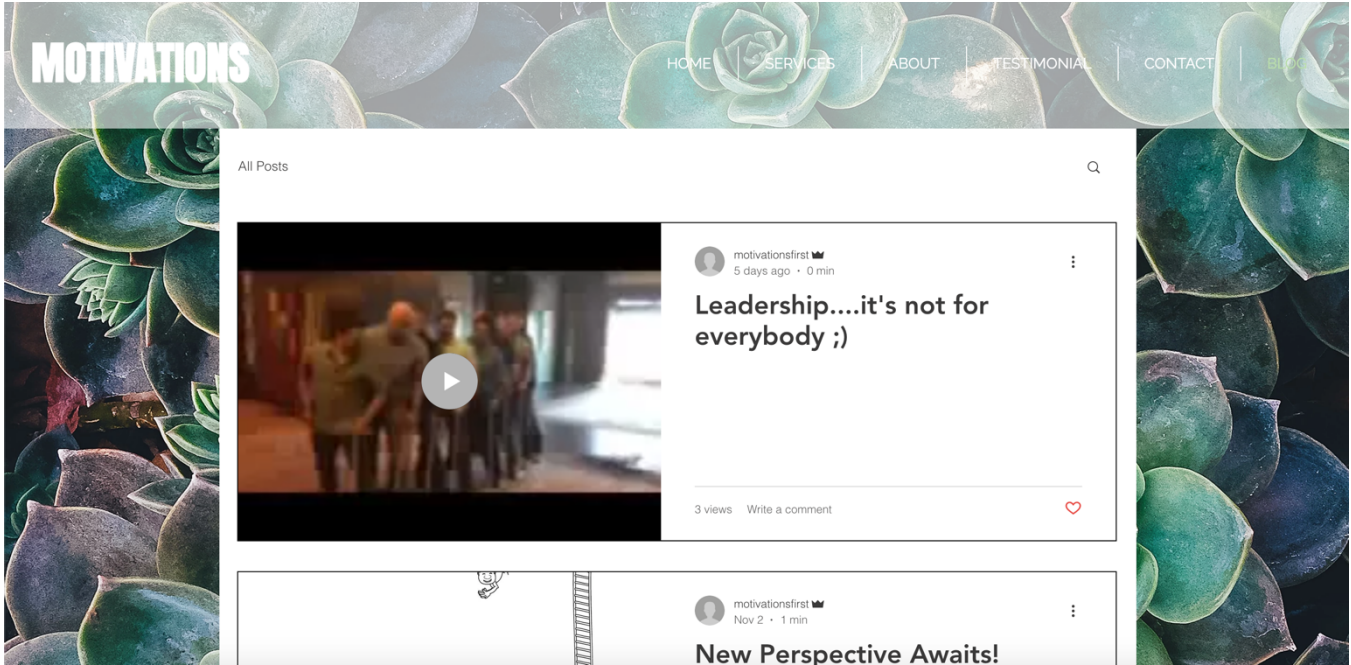 MOTIVATIONS
HOME SERVICES ABOUT TESTIMONIAL CONTACT BLOG
All Posts
motivationsfirst
5 days ago · 0 min
Leadership....it's not for
everybody ;)
3 views Write a comment
motivationsfirst
Nov 2 · 1 min
New Perspective Awaits!